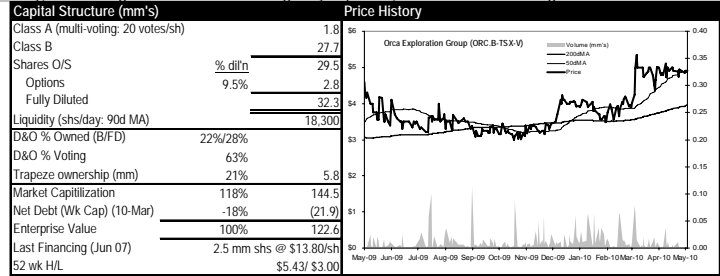 Capital Structure (mm's)
Class A (multi-voting: 20 votes/sh) 1.8
Class B 27.7
Shares O/S % dil'n 29.5
Options 9.5% 2.8
Fully Diluted 32.3
Liquidity (shs/day: 90d MA) 18,300
D&O % Owned (B/FD) 22%/28%
D&O % Voting 63%
Trapeze ownership (mm) 21% 5.8
Market Capitilization 118% 144.5
Net Debt (Wk Cap) (10-Mar) -18% (21.9)
Enterprise Value 100% 122.6
Last Financing (Jun 07) 2.5 mm shs @ $13.80/sh
52 wk H/L $5.43/ $3.00
Price History
Orca Exploration Group (ORC.B-TSX-V)
Volume (mm's)
200dMA
50dMA
Price
$6
$5
$4
$3
$2
$1
$0
0.40
0.35
0.30
0.25
0.20
0.15
0.10
0.05
0.00
May-09 Jun-09 Jul-09 Aug-09 Sep-09 Oct-09 Nov-09 Dec-09 Jan-10 Feb-10 Mar-10 Apr-10 May-10